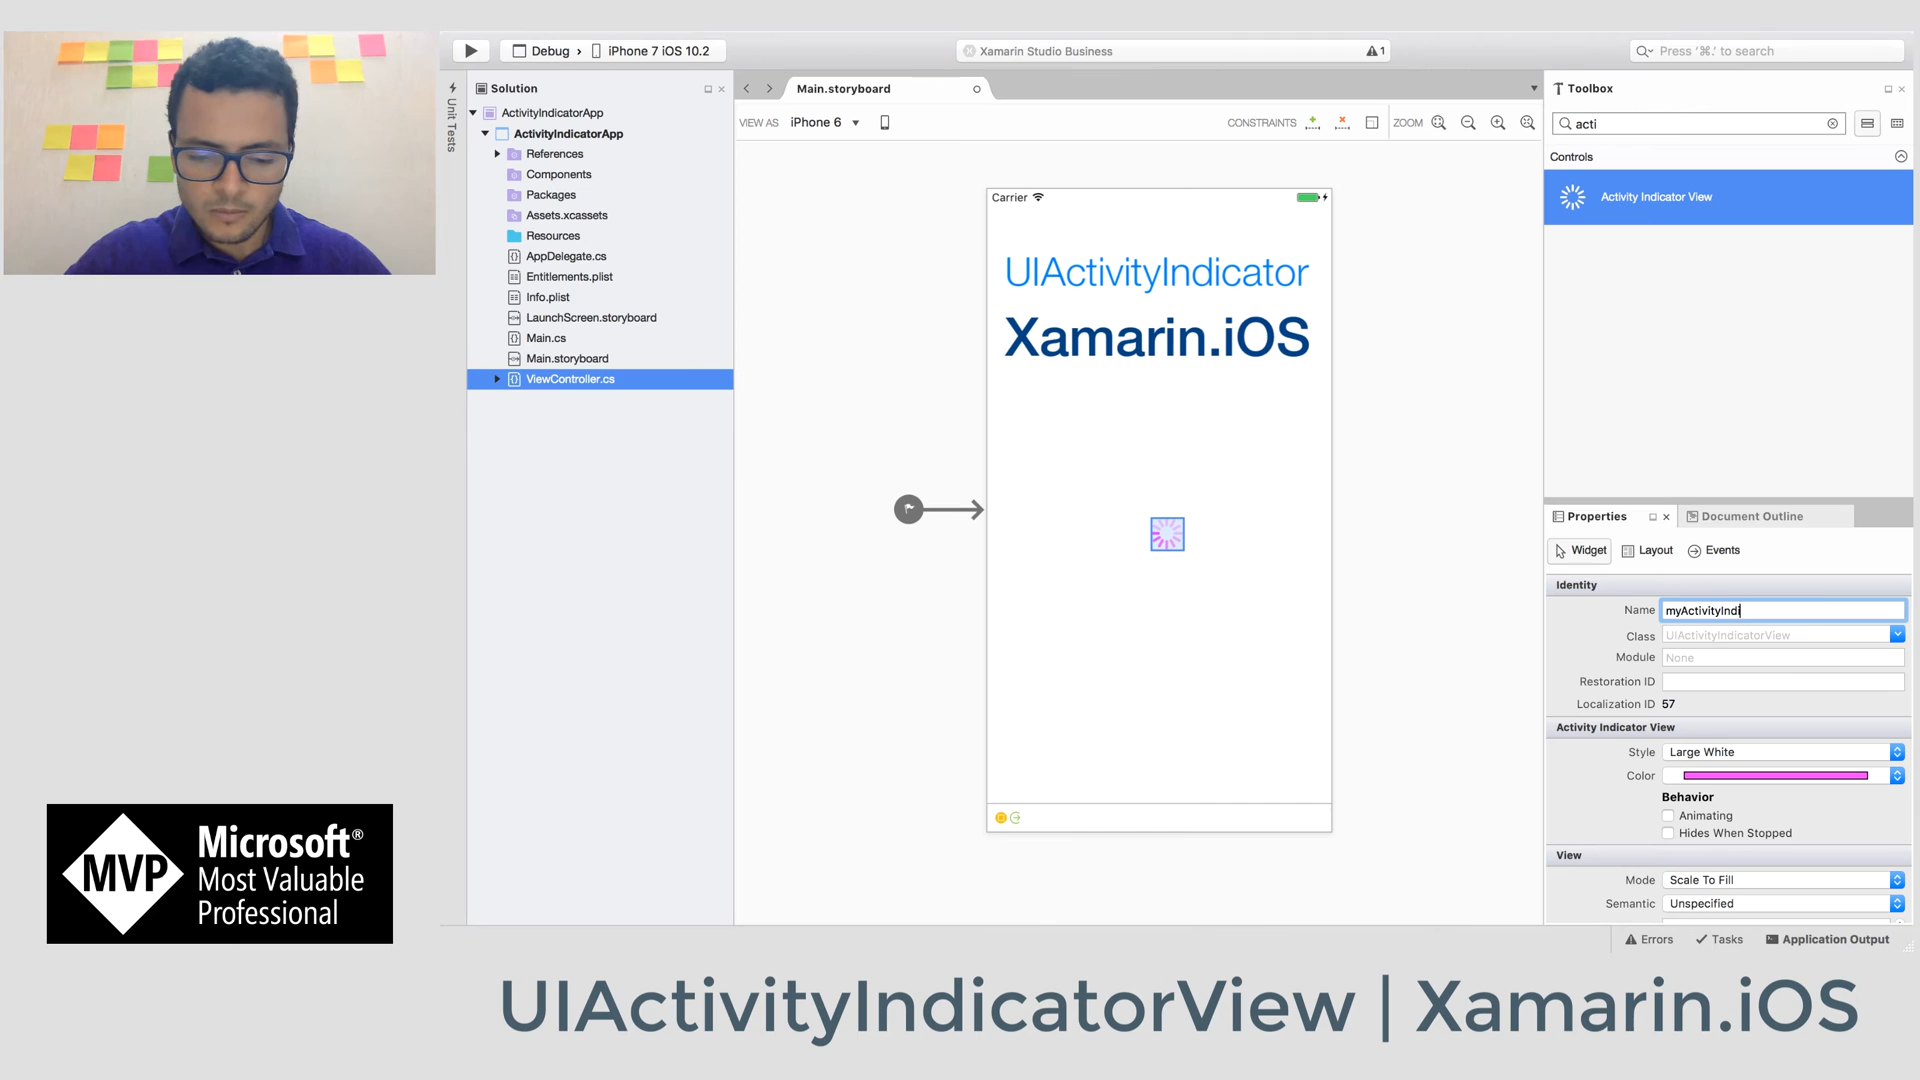 Debug > iPhone 7 iOS 10.2
Xamarin Studio Business
1
Press '⌘.' to search
Unit Tests
Solution
ActivityIndicatorApp
ActivityIndicatorApp
References
Components
Packages
Assets.xcassets
Resources
AppDelegate.cs
Entitlements.plist
Info.plist
LaunchScreen.storyboard
Main.cs
Main.storyboard
ViewController.cs
Main.storyboard
VIEW AS iPhone 6
CONSTRAINTS
ZOOM
Carrier
UIActivityIndicator
Xamarin.iOS
Toolbox
acti
Controls
Activity Indicator View
Properties
Document Outline
Widget
Layout
Events
Identity
Name myActivityIndi
Class UIActivityIndicatorView
Module None
Restoration ID
Localization ID 57
Activity Indicator View
Style Large White
Color
Behavior
Animating
Hides When Stopped
View
Mode Scale To Fill
Semantic Unspecified
Errors
Tasks
Application Output
MVP
Microsoft®
Most Valuable
Professional
UIActivityIndicatorView | Xamarin.iOS